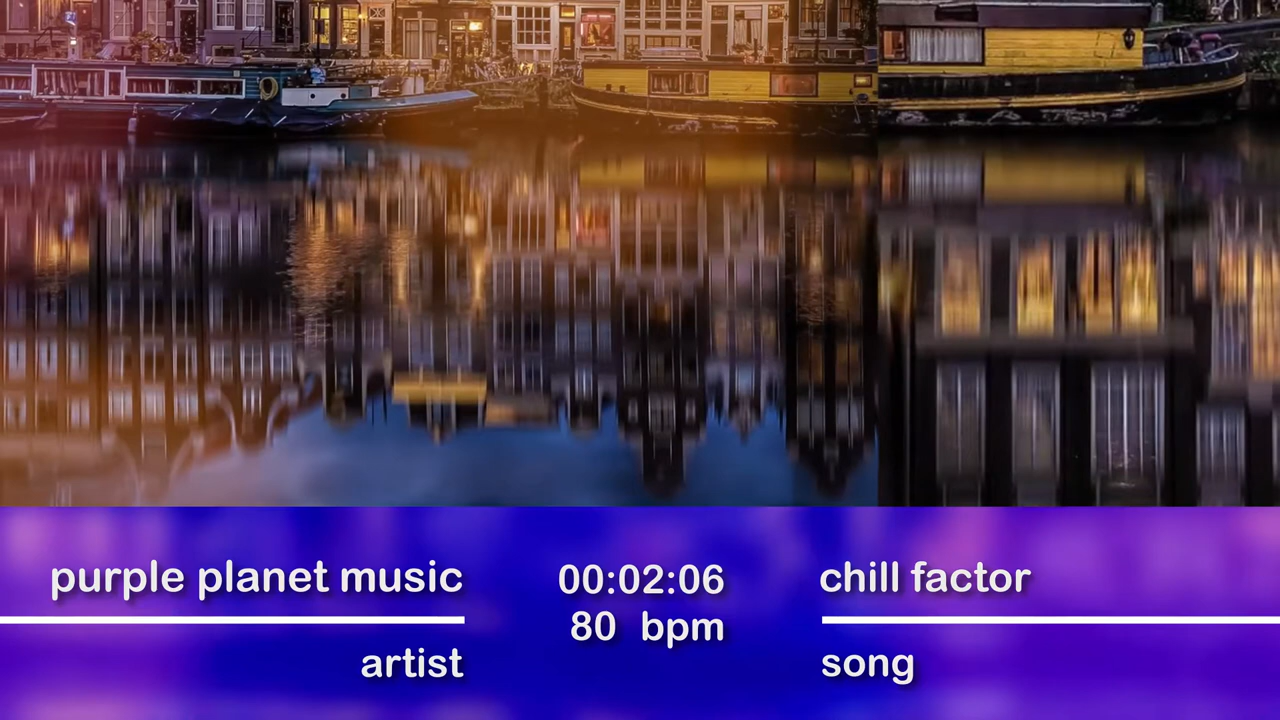 purple planet music
artist
00:02:06
80 bpm
chill factor
song